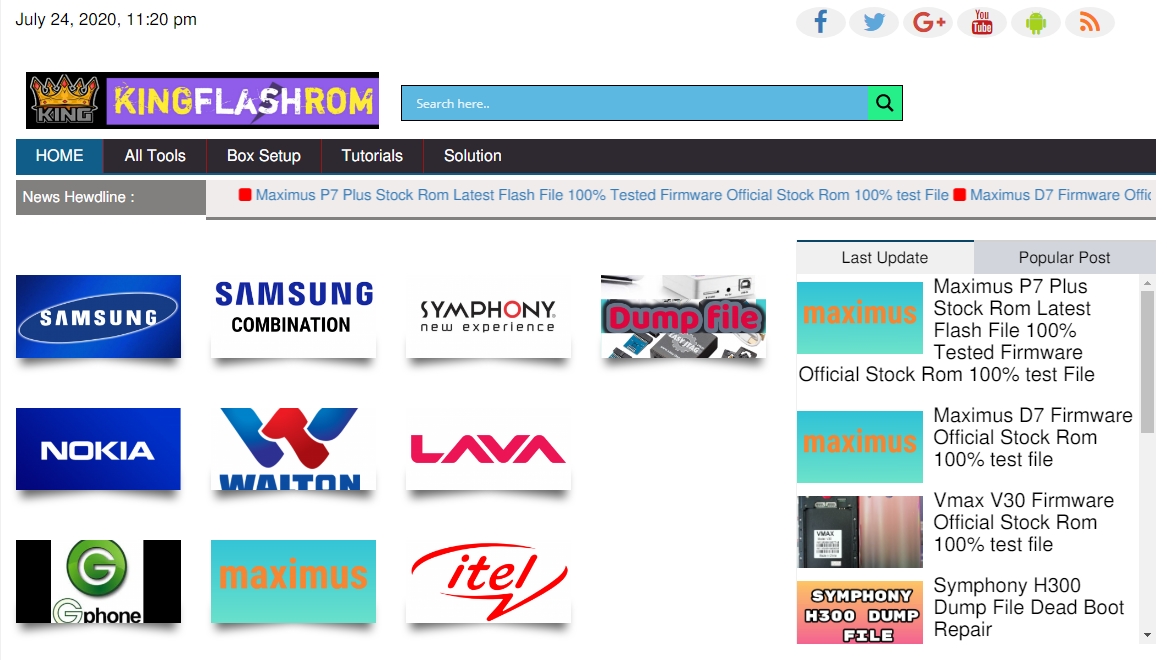 July 24, 2020, 11:20 pm
You
Tube
KING
KINGFLASHROM
Search here..
HOME
All Tools
Box Setup
Tutorials
Solution
News Hewdline :
Maximus P7 Plus Stock Rom Latest Flash File 100% Tested Firmware Official Stock Rom 100% test File
Maximus D7 Firmware Offic
SAMSUNG
SAMSUNG
COMBINATION
SYMPHONY®
new experience
Dump file
EASY JTAG
NOKIA
WALTON
LAVA
G
Gphone
maximus
itel
Last Update
Popular Post
maximus
Maximus P7 Plus
Stock Rom Latest
Flash File 100%
Tested Firmware
Official Stock Rom 100% test File
maximus
Maximus D7 Firmware
Official Stock Rom
100% test file
VMAX
Vmax V30 Firmware
Official Stock Rom
100% test file
SYMPHONY
H300 DUMP
FILE
Symphony H300
Dump File Dead Boot
Repair